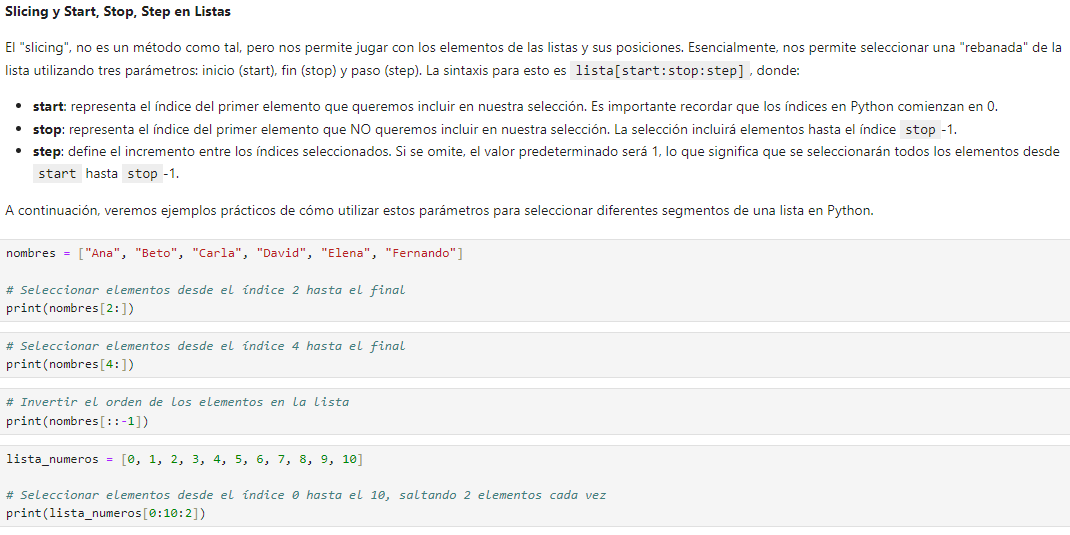 Slicing y Start, Stop, Step en Listas
El "slicing", no es un método como tal, pero nos permite jugar con los elementos de las listas y sus posiciones. Esencialmente, nos permite seleccionar una "rebanada" de la
lista utilizando tres parámetros: inicio (start), fin (stop) y paso (step). La sintaxis para esto es lista[start:stop:step] , donde:
• start: representa el índice del primer elemento que queremos incluir en nuestra selección. Es importante recordar que los índices en Python comienzan en 0.
• stop: representa el índice del primer elemento que NO queremos incluir en nuestra selección. La selección incluirá elementos hasta el índice stop -1.
• step: define el incremento entre los índices seleccionados. Si se omite, el valor predeterminado será 1, lo que significa que se seleccionarán todos los elementos desde
start hasta stop -1.
A continuación, veremos ejemplos prácticos de cómo utilizar estos parámetros para seleccionar diferentes segmentos de una lista en Python.
nombres = ["Ana", "Beto", "Carla", "David", "Elena", "Fernando"]
# Seleccionar elementos desde el índice 2 hasta el final
print(nombres[2:])
# Seleccionar elementos desde el índice 4 hasta el final
print(nombres[4:])
# Invertir el orden de los elementos en la lista
print(nombres[::-1])
lista_numeros = [0, 1, 2, 3, 4, 5, 6, 7, 8, 9, 10]
# Seleccionar elementos desde el índice 0 hasta el 10, saltando 2 elementos cada vez
print(lista_numeros[0:10:2])